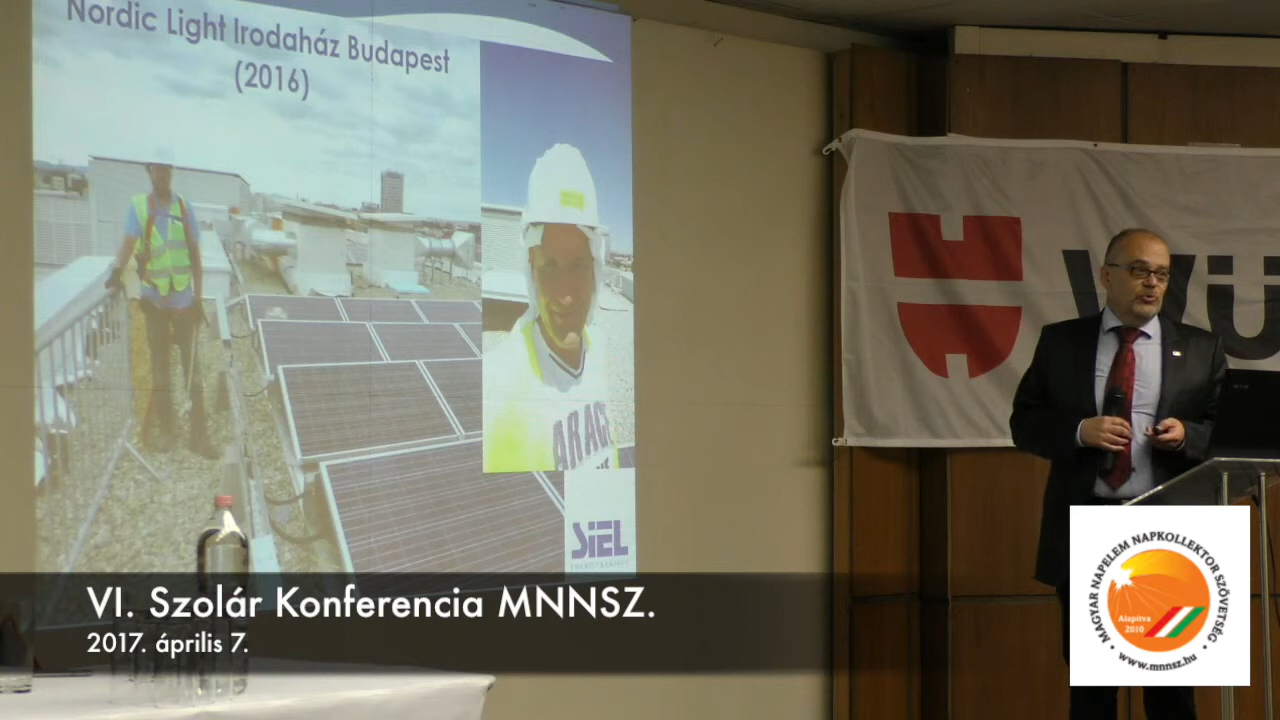 Nordic Light Irodaház Budapest
(2016)
SiEL
VI. Szolár Konferencia MNNSZ.
2017. április 7.
MAGYAR NAPELEM NAPKOLLEKTOR SZÖVETSÉG
Alapítva
2010
www.mnnsz.hu